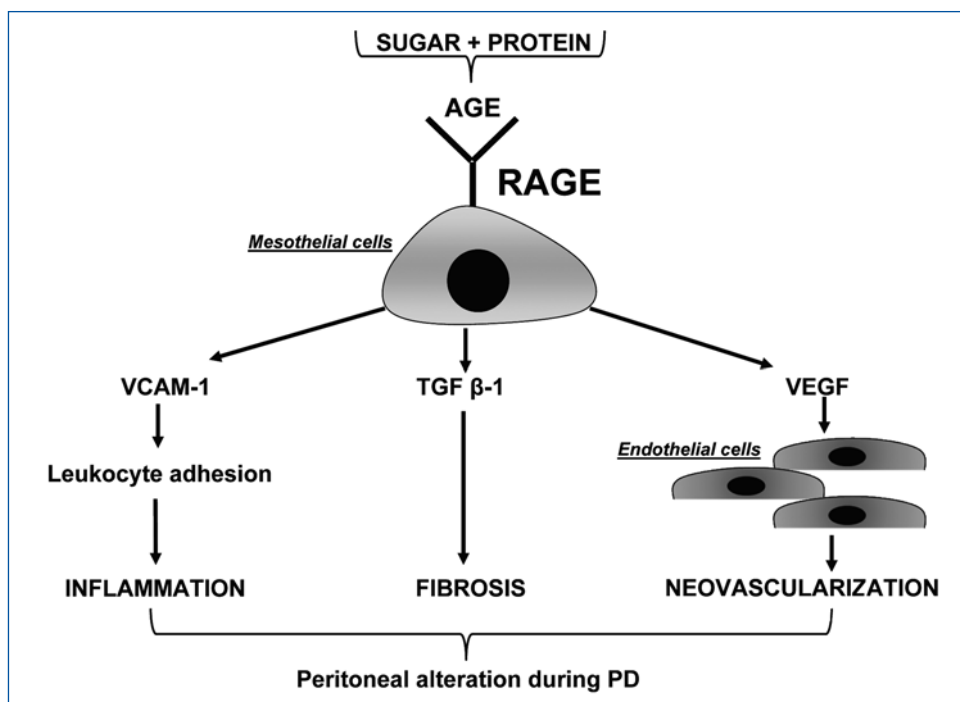 SUGAR + PROTEIN
AGE
RAGE
Mesothelial cells
VCAM-1
TGF β-1
VEGF
Endothelial cells
Leukocyte adhesion
INFLAMMATION
FIBROSIS
NEOVASCULARIZATION
Peritoneal alteration during PD